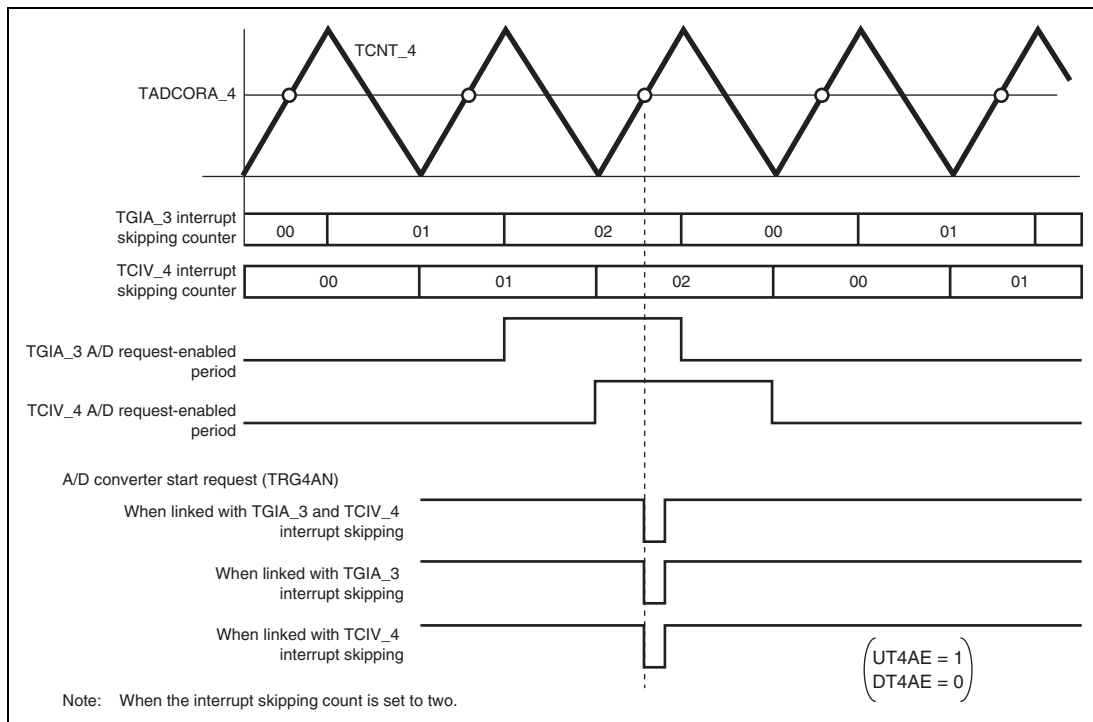 TCNT_4
TADCORA_4
TGIA_3 interrupt
skipping counter
00
01
02
00
01
TCIV_4 interrupt
skipping counter
00
01
02
00
01
TGIA_3 A/D request-enabled
period
TCIV_4 A/D request-enabled
period
A/D converter start request (TRG4AN)
When linked with TGIA_3 and TCIV_4
interrupt skipping
When linked with TGIA_3
interrupt skipping
When linked with TCIV_4
interrupt skipping
UT4AE = 1
DT4AE = 0
Note: When the interrupt skipping count is set to two.